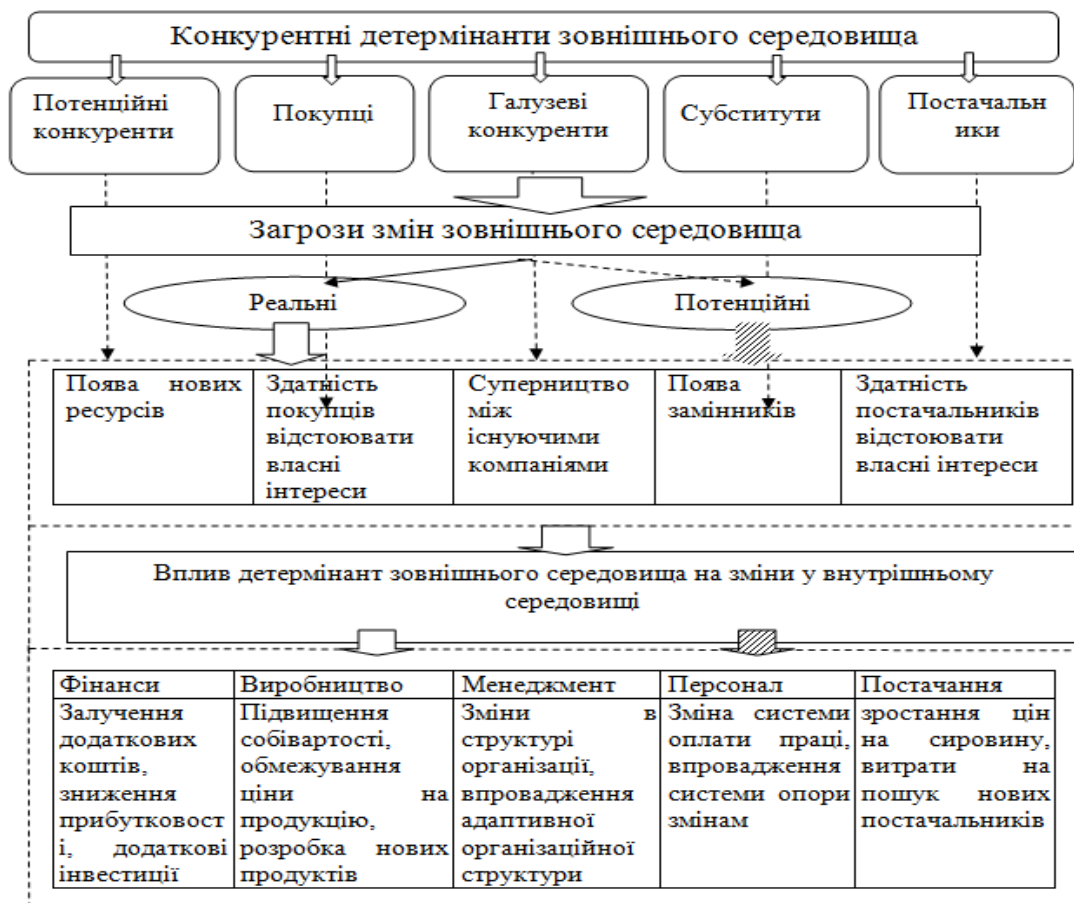 Конкурентні детермінанти зовнішнього середовища
Потенційні
конкуренти
Покупці
Галузеві
конкуренти
Субститути
Постачальн
ики
Загрози змін зовнішнього середовища
Реальні
Потенційні
Поява нових
ресурсів
Здатність
покупців
відстоювати
власні
інтереси
Суперництво
між
існуючими
компаніями
Поява
замінників
Здатність
постачальників
відстоювати
власні інтереси
Вплив детермінант зовнішнього середовища на зміни у внутрішньому
середовищі
Фінанси
Виробництво
Менеджмент
Персонал
Постачання
Залучення
додаткових
коштів,
зниження
прибутковост
і, додаткові
інвестиції
Підвищення
собівартості,
обмежування
ціни на
продукцію,
розробка нових
продуктів
Зміни в
структурі
організації,
впровадження
адаптивної
організаційної
структури
Зміна системи
оплати праці,
впровадження
системи опори
змінам
зростання цін
на сировину,
витрати на
пошук нових
постачальників